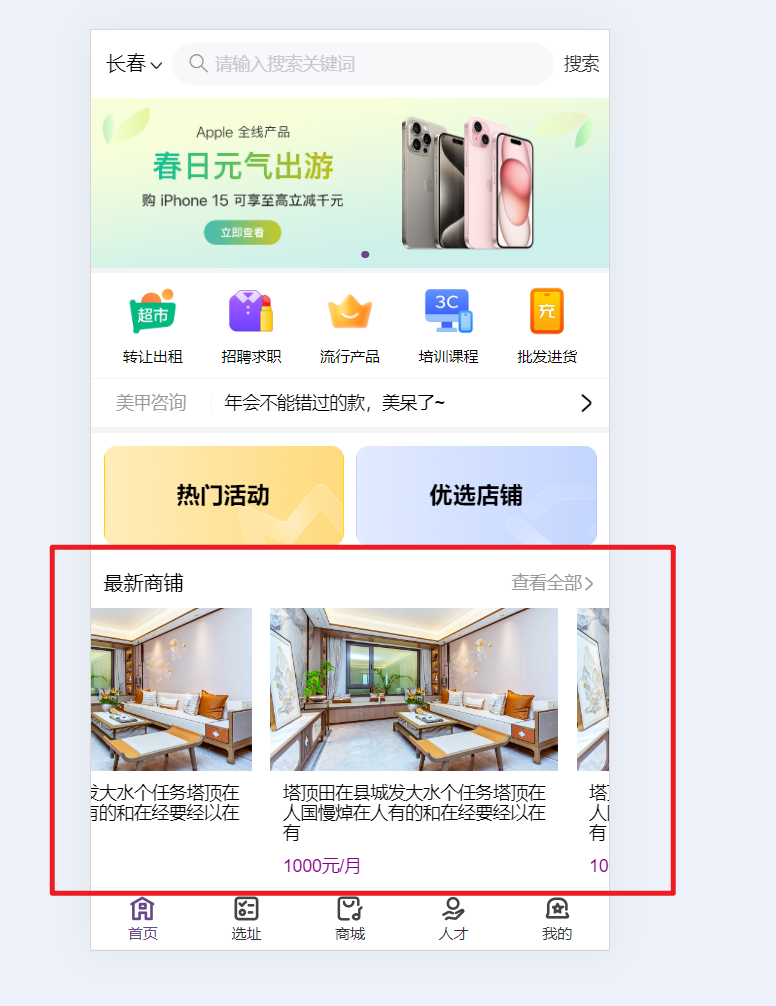 长春
请输入搜索关键词
搜索
Apple 全线产品
春日元气出游
购 iPhone 15 可享至高立减千元
立即查看
超市
3C
充
转让出租
招聘求职
流行产品
培训课程
批发进货
美甲咨询
年会不能错过的款，美呆了~
热门活动
优选店铺
最新商铺
查看全部
发大水个任务塔顶在
有的和在经要经以在
塔顶田在县城发大水个任务塔顶在
人国慢焯在人有的和在经要经以在
有
1000元/月
塔
人
有
10
首页
选址
商城
人才
我的